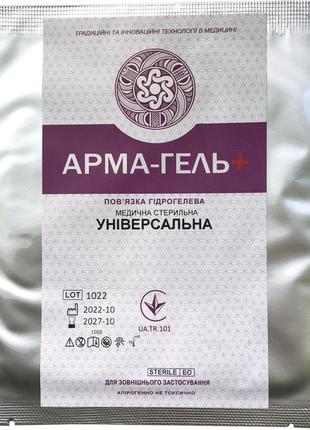 ТРАДИЦІЙНІ ТА ІННОВАЦІЙНІ ТЕХНОЛОГІЇ В МЕДИЦИНІ
АРМА-ГЕЛЬ+
ПОВ'ЯЗКА ГІДРОГЕЛЕВА
МЕДИЧНА СТЕРИЛЬНА
УНІВЕРСАЛЬНА
LOT 1022
2022-10
2027-10
1005
UA.TR.101
STERILE EO
ДЛЯ ЗОВНІШНЬОГО ЗАСТОСУВАННЯ
АПІРОГЕННО НЕ ТОКСИЧНО